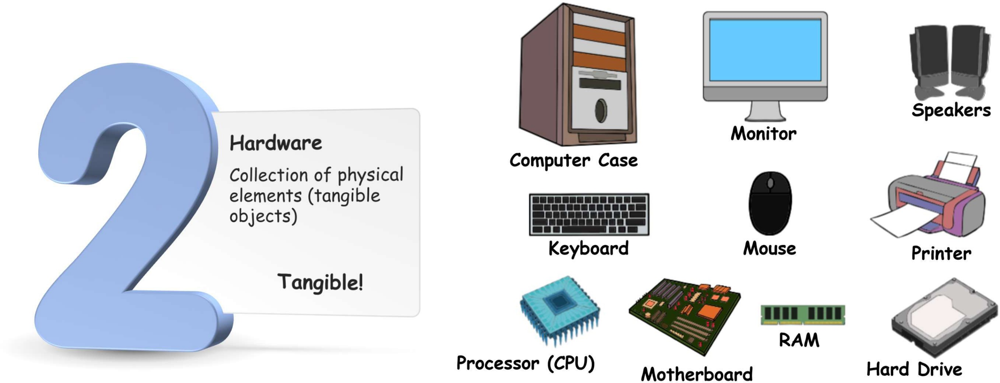 2
Hardware
Collection of physical
elements (tangible
objects)
Tangible!
Computer Case
Monitor
Speakers
Keyboard
Mouse
Printer
Processor (CPU)
Motherboard
RAM
Hard Drive